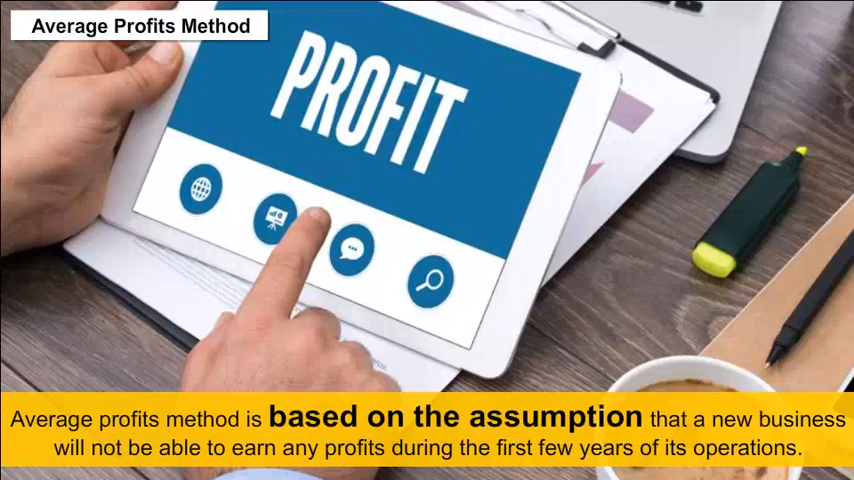 Average Profits Method
PROFIT
Average profits method is based on the assumption that a new business
will not be able to earn any profits during the first few years of its operations.